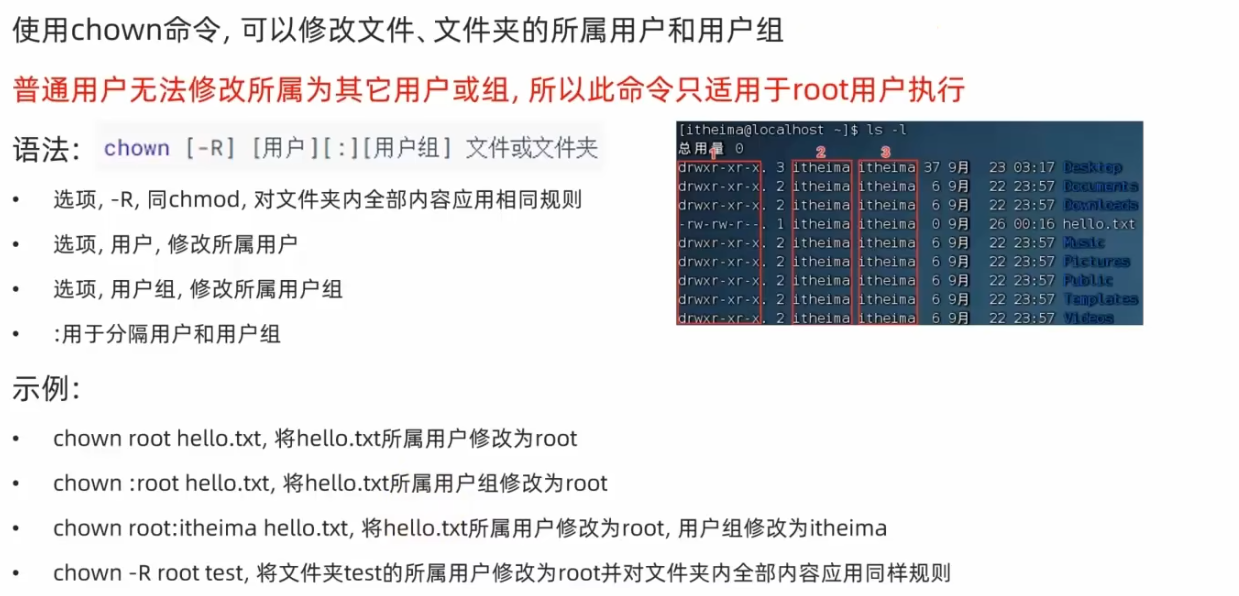 使用chown命令, 可以修改文件、文件夹的所属用户和用户组
普通用户无法修改所属为其它用户或组, 所以此命令只适用于root用户执行
语法: chown [-R] [用户][:][用户组] 文件或文件夹
• 选项, -R, 同chmod, 对文件夹内全部内容应用相同规则
• 选项, 用户, 修改所属用户
• 选项, 用户组, 修改所属用户组
• :用于分隔用户和用户组
[itheima@localhost ~]$ ls -l
总用量 0
1 2 3
drwxr-xr-x. 3 itheima itheima 37 9月 23 03:17 Desktop
drwxr-xr-x. 2 itheima itheima 6 9月 22 23:57 Documents
drwxr-xr-x. 2 itheima itheima 6 9月 22 23:57 Downloads
-rw-rw-r--. 1 itheima itheima 0 9月 26 00:16 hello.txt
drwxr-xr-x. 2 itheima itheima 6 9月 22 23:57 Music
drwxr-xr-x. 2 itheima itheima 6 9月 22 23:57 Pictures
drwxr-xr-x. 2 itheima itheima 6 9月 22 23:57 Public
drwxr-xr-x. 2 itheima itheima 6 9月 22 23:57 Templates
drwxr-xr-x. 2 itheima itheima 6 9月 22 23:57 Videos
示例:
• chown root hello.txt, 将hello.txt所属用户修改为root
• chown :root hello.txt, 将hello.txt所属用户组修改为root
• chown root:itheima hello.txt, 将hello.txt所属用户修改为root, 用户组修改为itheima
• chown -R root test, 将文件夹test的所属用户修改为root并对文件夹内全部内容应用同样规则